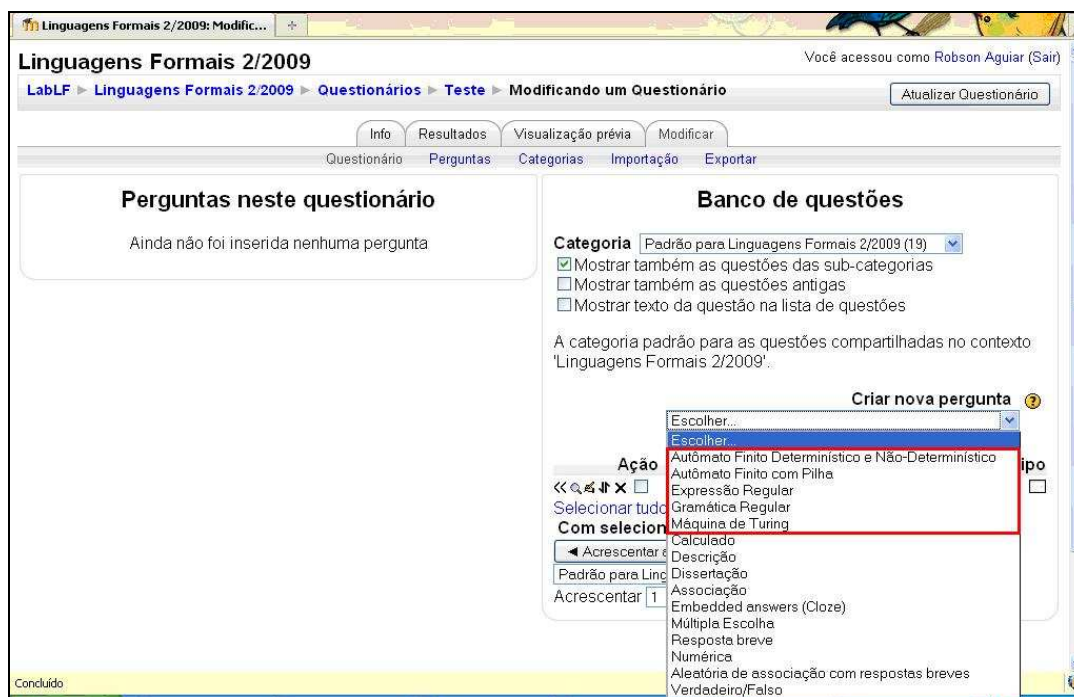 Linguagens Formais 2/2009: Modific...
Linguagens Formais 2/2009
Você acessou como Robson Aguiar (Sair)
LabLF ► Linguagens Formais 2/2009 ► Questionários ► Teste ► Modificando um Questionário
Atualizar Questionário
Info Resultados Visualização prévia Modificar
Questionário Perguntas Categorias Importação Exportar
Perguntas neste questionário
Ainda não foi inserida nenhuma pergunta
Banco de questões
Categoria Padrão para Linguagens Formais 2/2009 (19)
Mostrar também as questões das sub-categorias
Mostrar também as questões antigas
Mostrar texto da questão na lista de questões
A categoria padrão para as questões compartilhadas no contexto
'Linguagens Formais 2/2009'.
Criar nova pergunta
Escolher...
Escolher...
Autômato Finito Determinístico e Não-Determinístico
Autômato Finito com Pilha
Expressão Regular
Gramática Regular
Máquina de Turing
Calculado
Descrição
Dissertação
Associação
Embedded answers (Cloze)
Múltipla Escolha
Resposta breve
Numérica
Aleatória de associação com respostas breves
Verdadeiro/Falso
Ação
ipo
Selecionar tudo
Com selecion
◄ Acrescentar a
Padrão para Ling
Acrescentar 1
Concluído